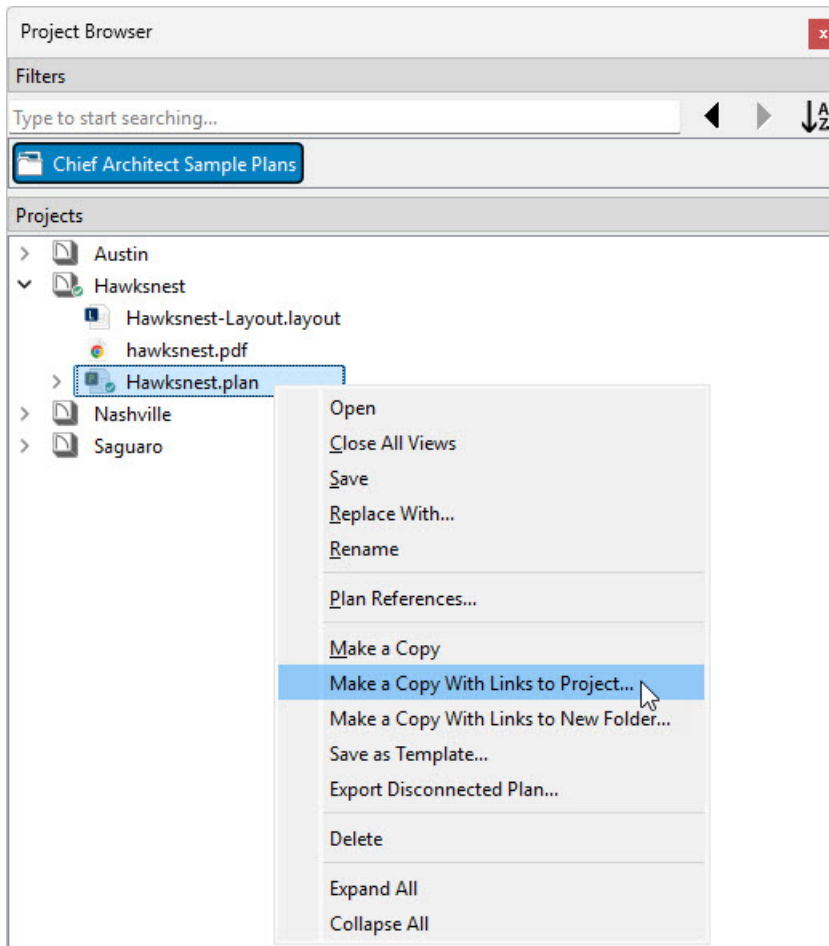 Project Browser
x
Filters
Type to start searching...
A
Z
Chief Architect Sample Plans
Projects
Austin
Hawksnest
L Hawksnest-Layout.layout
hawksnest.pdf
P Hawksnest.plan
Nashville
Saguaro
Open
Close All Views
Save
Replace With...
Rename
Plan References...
Make a Copy
Make a Copy With Links to Project...
Make a Copy With Links to New Folder...
Save as Template...
Export Disconnected Plan...
Delete
Expand All
Collapse All